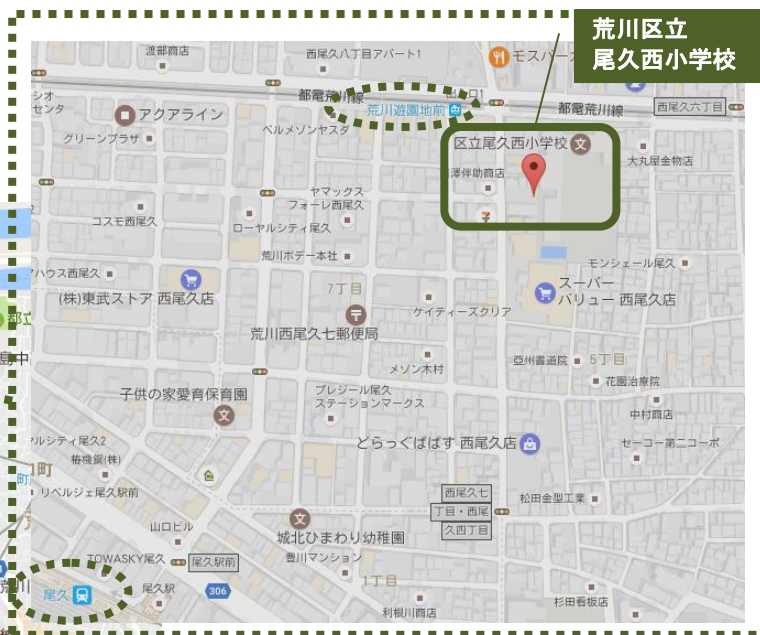 荒川区立
尾久西小学校
渡部商店
西尾久八丁目アパート1
モスバー
都電荒川線
荒川遊園地前
都電荒川線
西尾久六丁目
シオ
センタ
アクアライン
グリーンプラザ
ベルメゾンヤスダ
区立尾久西小学校
大丸屋金物店
澤伴助商店
ヤマックス
フォーレ西尾久
コスモ西尾久
ローヤルシティ尾久
荒川ボデー本社
モンシェール尾久
ハウス西尾久
7丁目
スーパー
バリュー 西尾久店
(株)東武ストア 西尾久店
ケイティーズクリア
都立
荒川西尾久七郵便局
島中
メゾン木村
亞州書道院
5丁目
花園治療院
子供の家愛育保育園
プレジール尾久
ステーションマークス
中村商店
どらっぐぱぱす 西尾久店
セーコー第二コーポ
ルシティ尾久2
椿機鋼(株)
町
町
リベルジェ尾久駅前
西尾久七
丁目・西尾
久四丁目
松田金型工業
山口ビル
城北ひまわり幼稚園
豊川マンション
TOWASKY尾久
尾久駅前
1丁目
荒川
尾久
尾久駅
306
利根川商店
杉田看板店